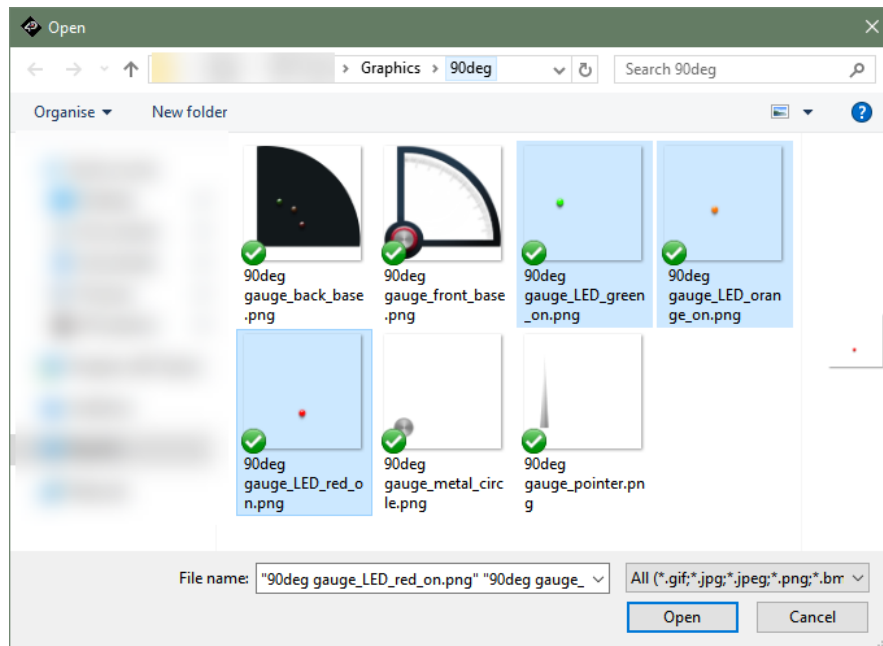 Open
Graphics > 90deg
Search 90deg
Organise
New folder
90deg
gauge_back_base
.png
90deg
gauge_front_base
.png
90deg
gauge_LED_green
_on.png
90deg
gauge_LED_oran
ge_on.png
90deg
gauge_LED_red_o
n.png
90deg
gauge_metal_circ
le.png
90deg
gauge_pointer.pn
g
File name:
"90deg gauge_LED_red_on.png" "90deg gauge_
All (*.gif;*.jpg;*.jpeg;*.png;*.bm
Open
Cancel